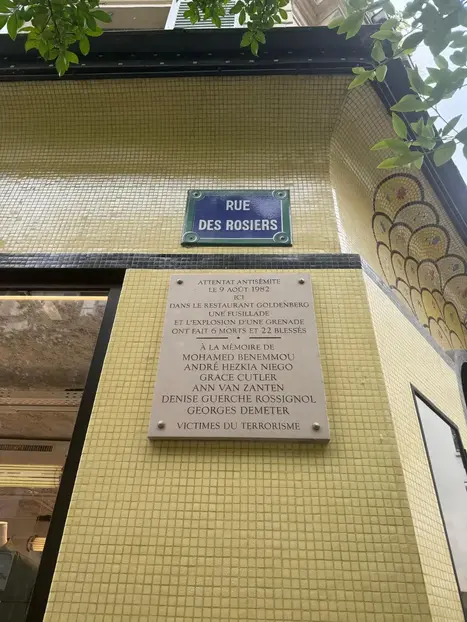 RUE
DES ROSIERS
ATTENTAT ANTISÉMITE
LE 9 AOÛT 1982
ICI
DANS LE RESTAURANT GOLDENBERG
UNE FUSILLADE
ET L'EXPLOSION D'UNE GRENADE
ONT FAIT 6 MORTS ET 22 BLESSÉS
À LA MÉMOIRE DE
MOHAMED BENEMMOU
ANDRÉ HEZKIA NIEGO
GRACE CUTLER
ANN VAN ZANTEN
DENISE GUERCHE ROSSIGNOL
GEORGES DEMETER
VICTIMES DU TERRORISME